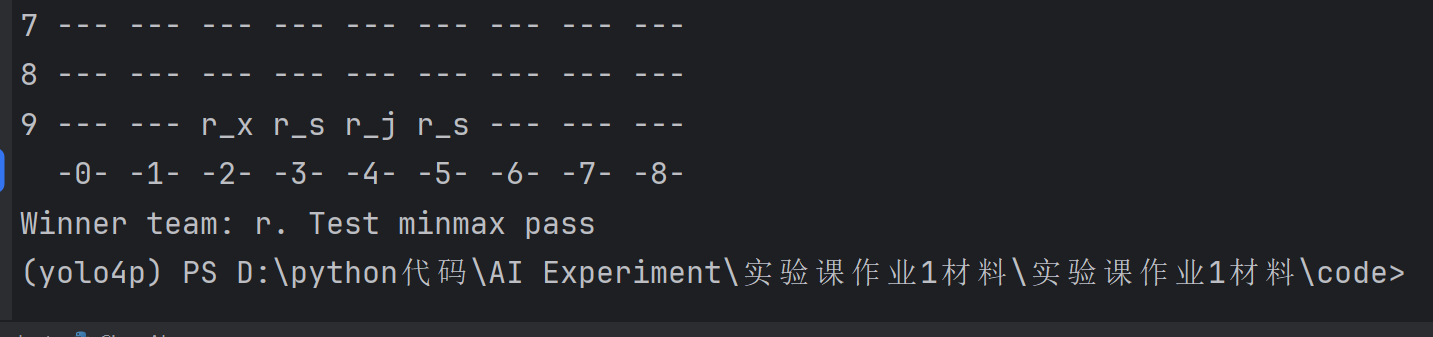 7 --- --- --- --- --- --- --- --- ---
8 --- --- --- --- --- --- --- --- ---
9 --- --- r_x r_s r_j r_s --- --- ---
-0- -1- -2- -3- -4- -5- -6- -7- -8-
Winner team: r. Test minmax pass
(yolo4p) PS D:\python代码\AI Experiment\实验课作业1材料\实验课作业1材料\code>